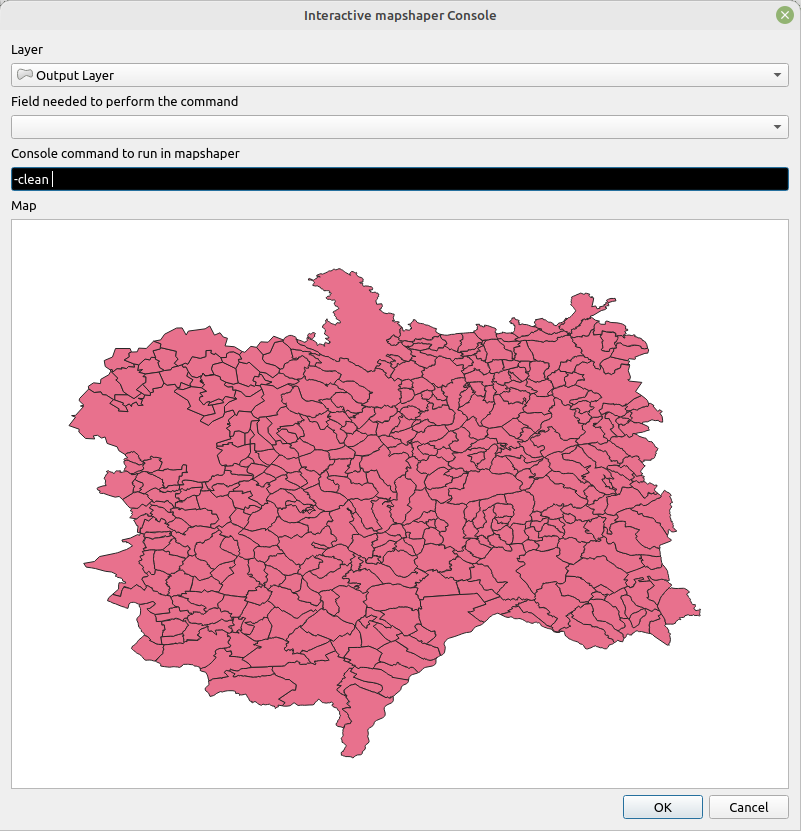 Interactive mapshaper Console
Layer
Output Layer
Field needed to perform the command
Console command to run in mapshaper
-clean
Map
OK
Cancel